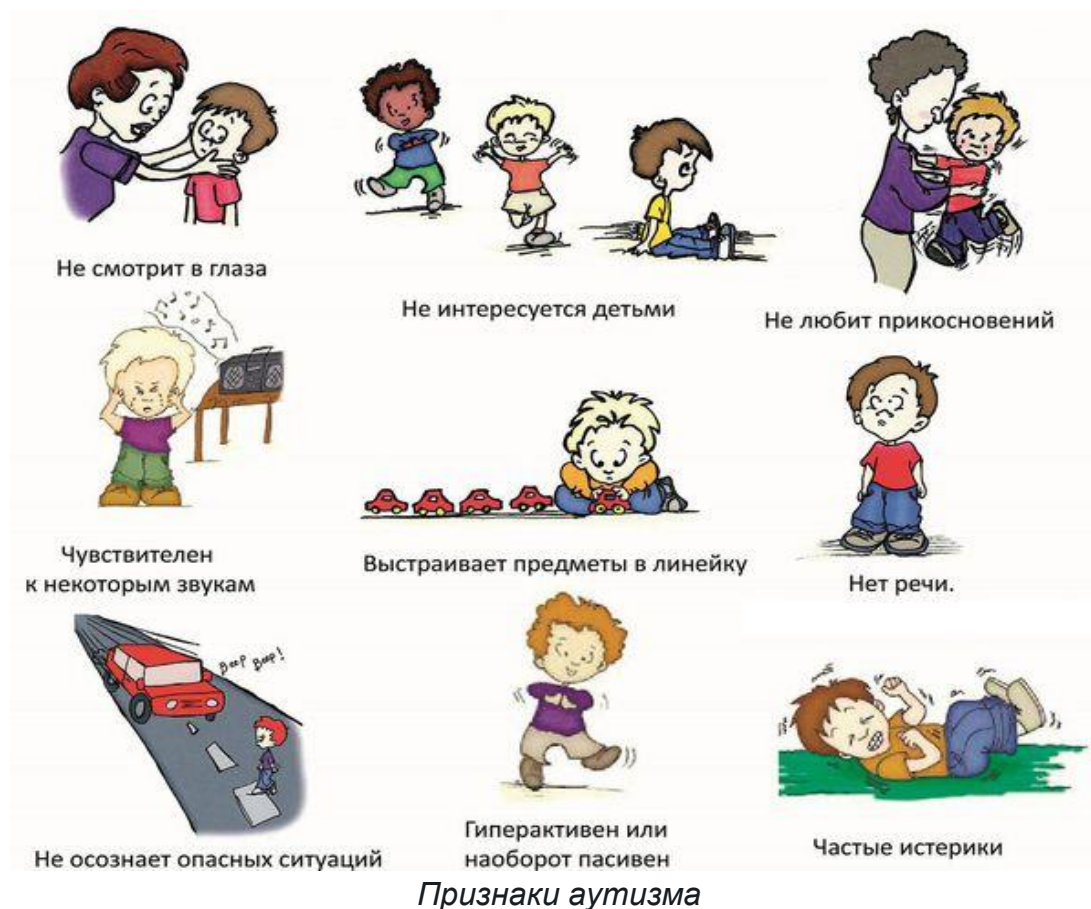 Не смотрит в глаза
Не интересуется детьми
Не любит прикосновений
Чувствителен
к некоторым звукам
Выстраивает предметы в линейку
Нет речи.
Beep Beep!
Не осознает опасных ситуаций
Гиперактивен или
наоборот пасивен
Частые истерики
Признаки аутизма